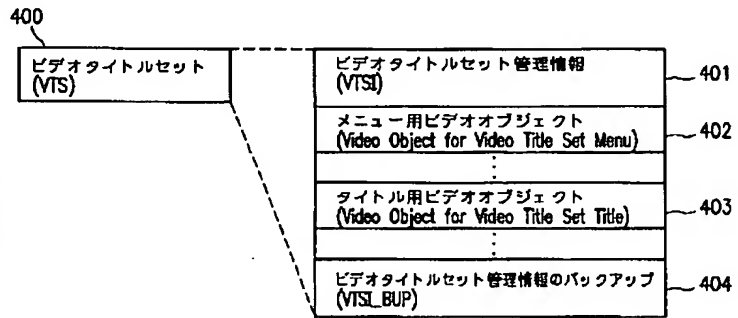 400
ビデオタイトルセット
(VTS)
ビデオタイトルセット管理情報
(VTSI)
401
メニュー用ビデオオブジェクト
(Video Object for Video Title Set Menu)
402
タイトル用ビデオオブジェクト
(Video Object for Video Title Set Title)
403
ビデオタイトルセット管理情報のバックアップ
(VTSI_BUP)
404